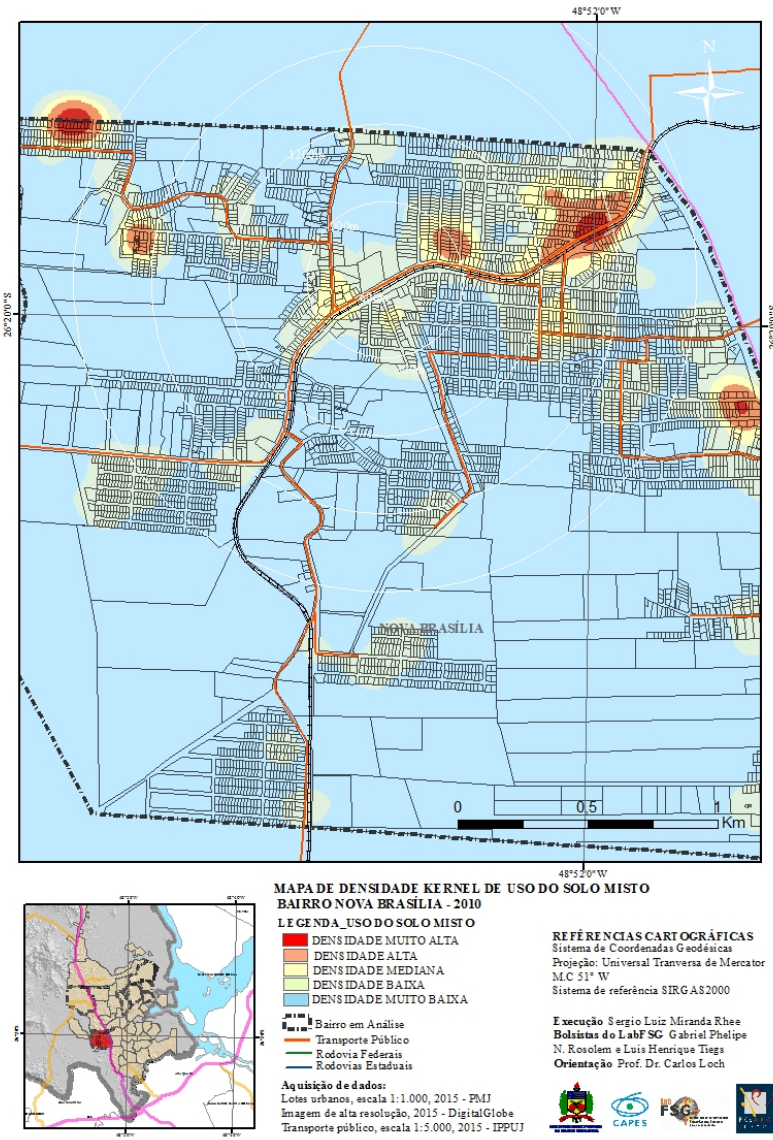 48°52'0"W
N
26°20'0"S
NOVA BRASÍLIA
0 0,5 1
Km
48°52'0"W
MAPA DE DENSIDADE KERNEL DE USO DO SOLO MISTO
BAIRRO NOVA BRASÍLIA - 2010
LEGENDA_USO DO SOLO MISTO
DENSIDADE MUITO ALTA
DENSIDADE ALTA
DENSIDADE MEDIANA
DENSIDADE BAIXA
DENSIDADE MUITO BAIXA
Bairro em Análise
Transporte Público
Rodovia Federais
Rodovias Estaduais
Aquisição de dados:
Lotes urbanos, escala 1:1.000, 2015 - PMJ
Imagem de alta resolução, 2015 - DigitalGlobe
Transporte público, escala 1:5.000, 2015 - IPPUJ
REFÊRENCIAS CARTOGRÁFICAS
Sistema de Coordenadas Geodésicas
Projeção: Universal Tranversa de Mercator
M.C 51° W
Sistema de referência SIRGAS2000
Execução Sergio Luiz Miranda Rhee
Bolsistas do LabFSG Gabriel Phelipe
N. Rosolem e Luis Henrique Tiegs
Orientação Prof. Dr. Carlos Loch
CAPES
FSG